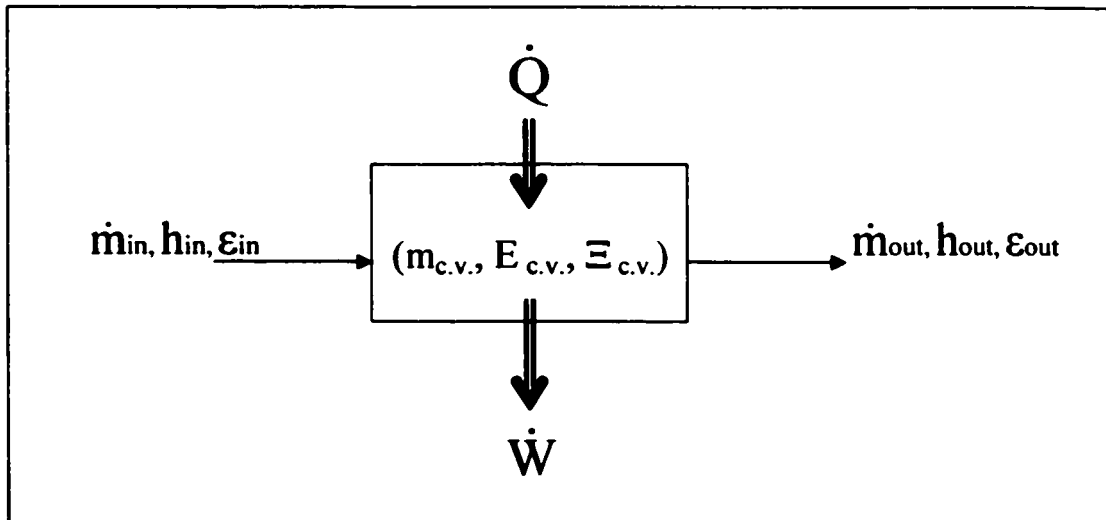 Q̇
ṁin, hin, εin
(mc.v., Ec.v., Ξc.v.)
ṁout, hout, εout
Ẇ